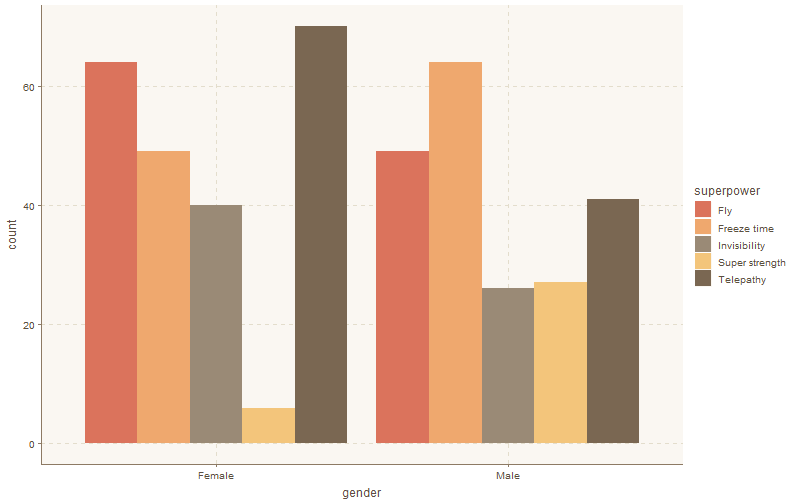 60
40
20
0
count
Female
Male
gender
superpower
Fly
Freeze time
Invisibility
Super strength
Telepathy